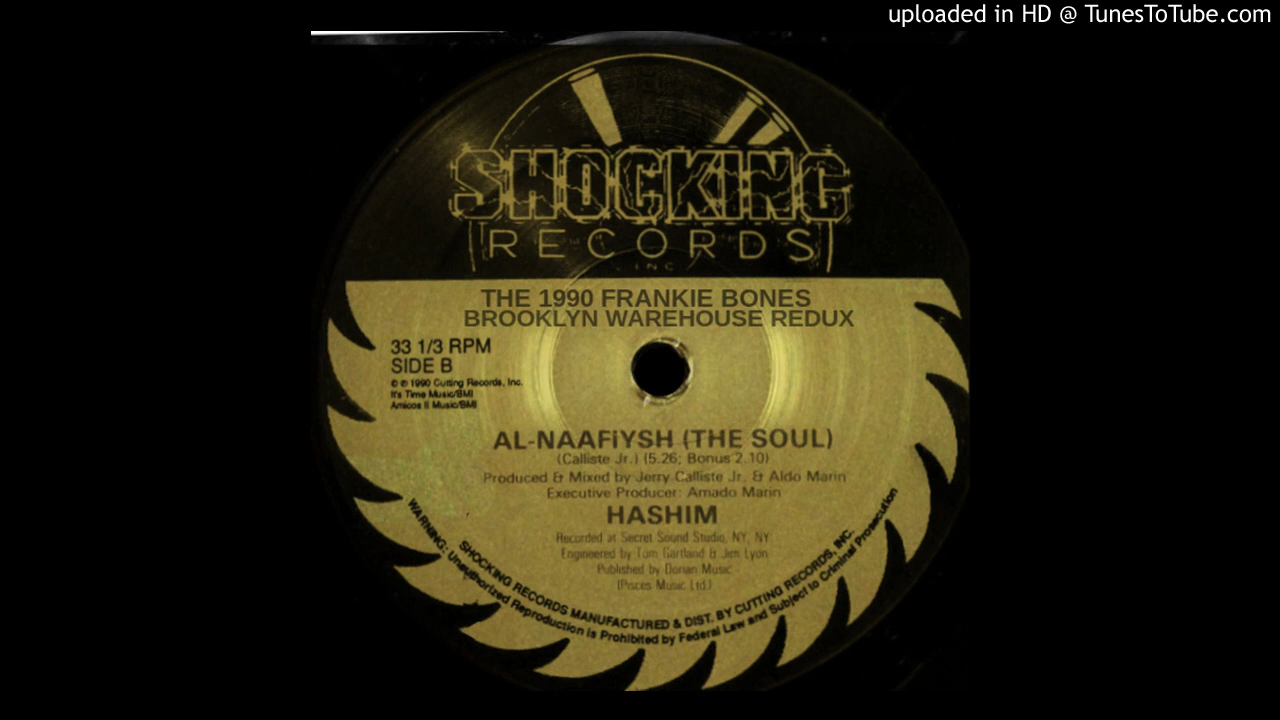 uploaded in HD @ TunesToTube.com
SHOCKING
RECORDS
INC
THE 1990 FRANKIE BONES
BROOKLYN WAREHOUSE REDUX
33 1/3 RPM
SIDE B
© ℗ 1990 Cutting Records, Inc.
It's Time Music/BMI
Amicos II Music/BMI
AL-NAAFiYSH (THE SOUL)
(Calliste Jr.) (5.26; Bonus 2.10)
Produced & Mixed by Jerry Calliste Jr. & Aldo Marin
Executive Producer: Amado Marin
HASHIM
Recorded at Secret Sound Studio, NY, NY
Engineered by Tom Gartland & Jim Lyon
Published by Dorian Music
(Pisces Music Ltd.)
SHOCKING RECORDS MANUFACTURED & DIST. BY CUTTING RECORDS, INC.
WARNING: Unauthorized Reproduction is Prohibited by Federal Law and Subject to Criminal Prosecution